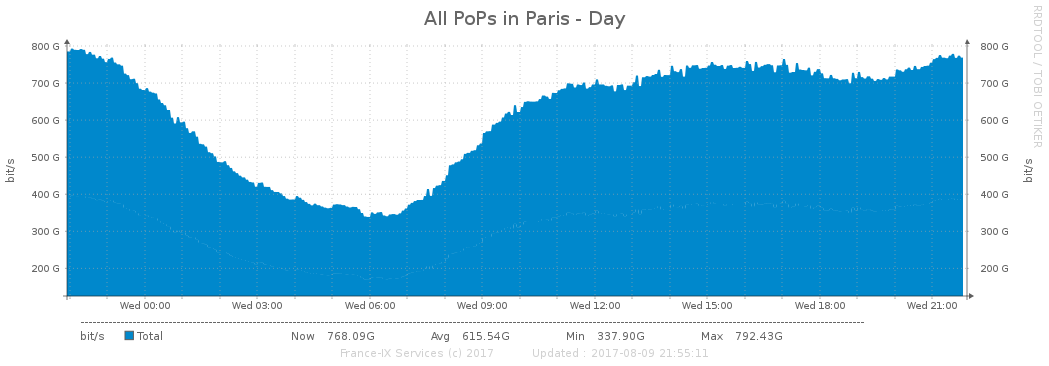 All PoPs in Paris - Day
RRDTOOL / TOBI OETIKER
800 G 800 G
700 G 700 G
600 G 600 G
500 G 500 G
bit/s bit/s
400 G 400 G
300 G 300 G
200 G 200 G
Wed 00:00 Wed 03:00 Wed 06:00 Wed 09:00 Wed 12:00 Wed 15:00 Wed 18:00 Wed 21:00
bit/s Total Now 768.09G Avg 615.54G Min 337.90G Max 792.43G
France-IX Services (c) 2017 Updated : 2017-08-09 21:55:11